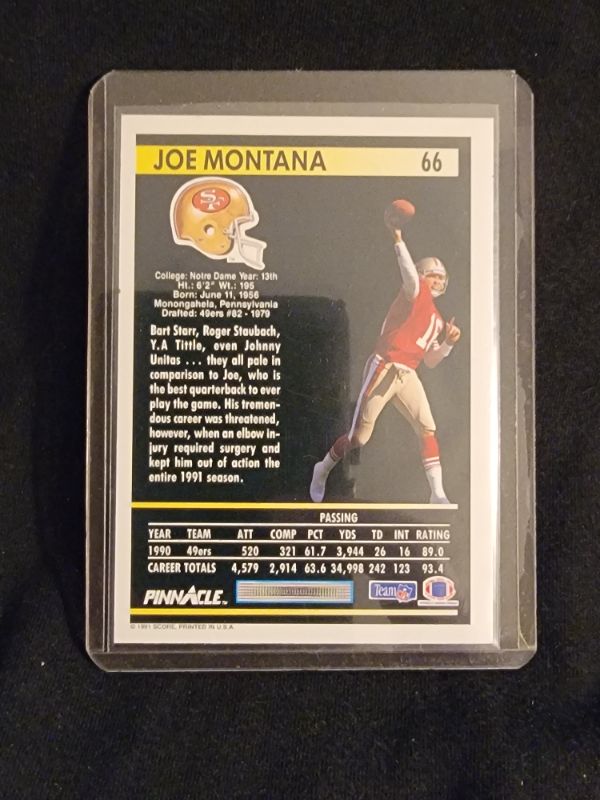 JOE MONTANA 66
SF
College: Notre Dame Year: 13th
Ht.: 6'2" Wt.: 195
Born: June 11, 1956
Monongahela, Pennsylvania
Drafted: 49ers #82 - 1979
Bart Starr, Roger Staubach,
Y.A Tittle, even Johnny
Unitas . . . they all pale in
comparison to Joe, who is
the best quarterback to ever
play the game. His tremen-
dous career was threatened,
however, when an elbow in-
jury required surgery and
kept him out of action the
entire 1991 season.
16
PASSING
YEAR TEAM ATT COMP PCT YDS TD INT RATING
1990 49ers 520 321 61.7 3,944 26 16 89.0
CAREER TOTALS 4,579 2,914 63.6 34,998 242 123 93.4
PINNACLE™ Team NFL
© 1991 SCORE, PRINTED IN U.S.A.